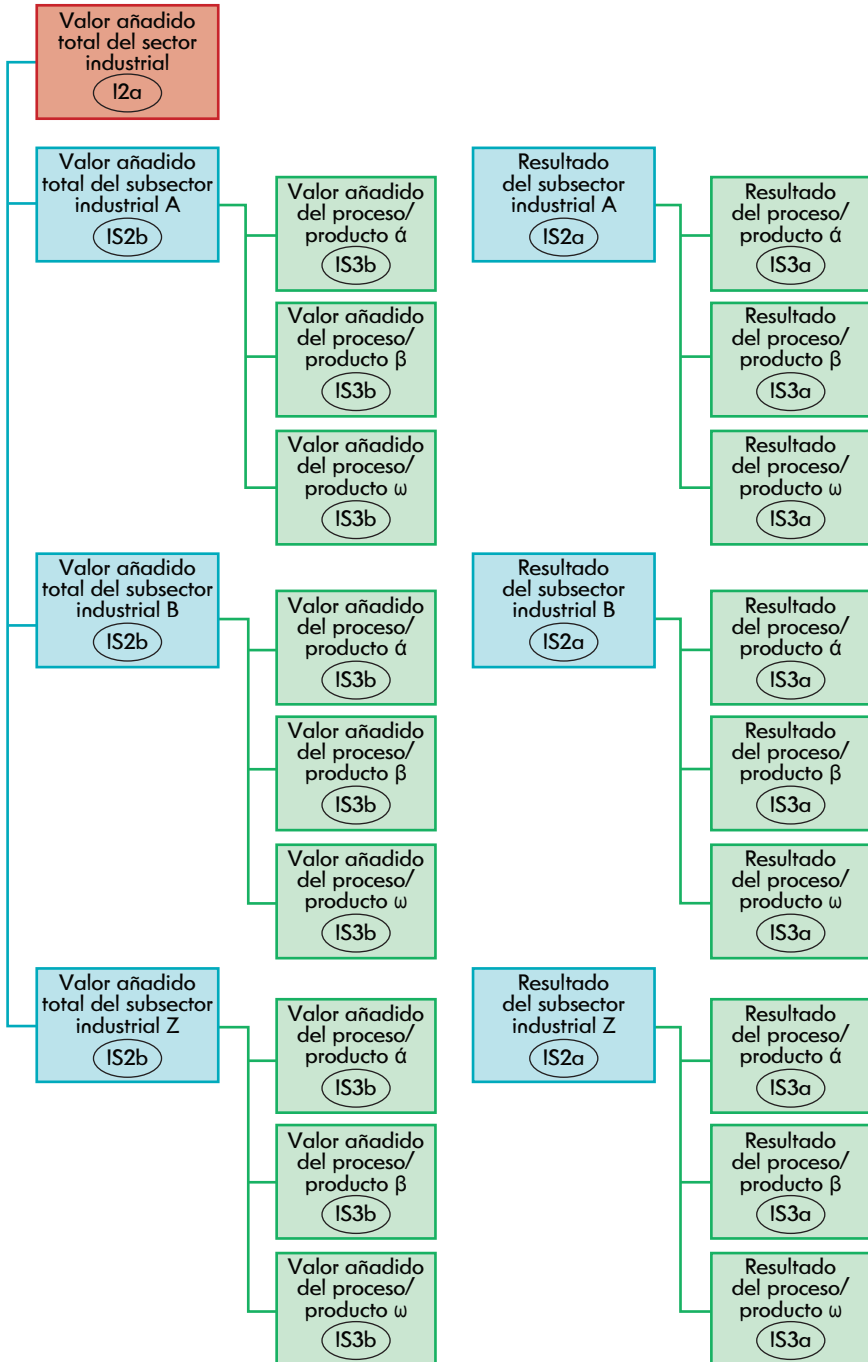 Valor añadido
total del sector
industrial
I2a
Valor añadido
total del subsector
industrial A
IS2b
Valor añadido
del proceso/
producto ά
IS3b
Valor añadido
del proceso/
producto β
IS3b
Valor añadido
del proceso/
producto ω
IS3b
Resultado
del subsector
industrial A
IS2a
Resultado
del proceso/
producto ά
IS3a
Resultado
del proceso/
producto β
IS3a
Resultado
del proceso/
producto ω
IS3a
Valor añadido
total del subsector
industrial B
IS2b
Valor añadido
del proceso/
producto ά
IS3b
Valor añadido
del proceso/
producto β
IS3b
Valor añadido
del proceso/
producto ω
IS3b
Resultado
del subsector
industrial B
IS2a
Resultado
del proceso/
producto ά
IS3a
Resultado
del proceso/
producto β
IS3a
Resultado
del proceso/
producto ω
IS3a
Valor añadido
total del subsector
industrial Z
IS2b
Valor añadido
del proceso/
producto ά
IS3b
Valor añadido
del proceso/
producto β
IS3b
Valor añadido
del proceso/
producto ω
IS3b
Resultado
del subsector
industrial Z
IS2a
Resultado
del proceso/
producto ά
IS3a
Resultado
del proceso/
producto β
IS3a
Resultado
del proceso/
producto ω
IS3a